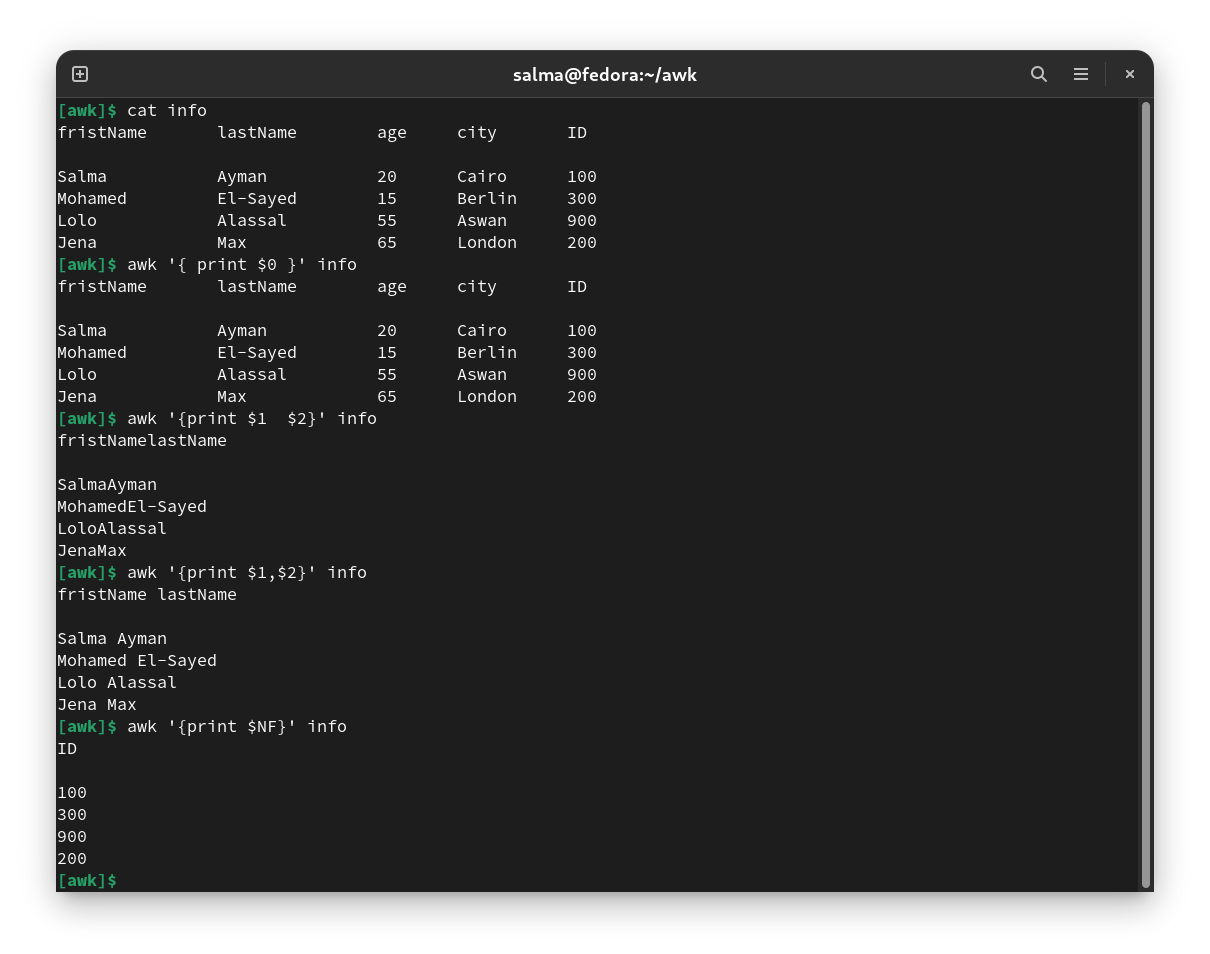 salma@fedora:~/awk
[awk]$ cat info
fristName        lastName        age     city       ID

Salma           Ayman           20      Cairo      100
Mohamed         El-Sayed        15      Berlin     300
Lolo            Alassal         55      Aswan      900
Jena            Max             65      London     200
[awk]$ awk '{ print $0 }' info
fristName       lastName        age     city       ID

Salma           Ayman           20      Cairo      100
Mohamed         El-Sayed        15      Berlin     300
Lolo            Alassal         55      Aswan      900
Jena            Max             65      London     200
[awk]$ awk '{print $1  $2}' info
fristNamelastName

SalmaAyman
MohamedEl-Sayed
LoloAlassal
JenaMax
[awk]$ awk '{print $1,$2}' info
fristName lastName

Salma Ayman
Mohamed El-Sayed
Lolo Alassal
Jena Max
[awk]$ awk '{print $NF}' info
ID

100
300
900
200
[awk]$